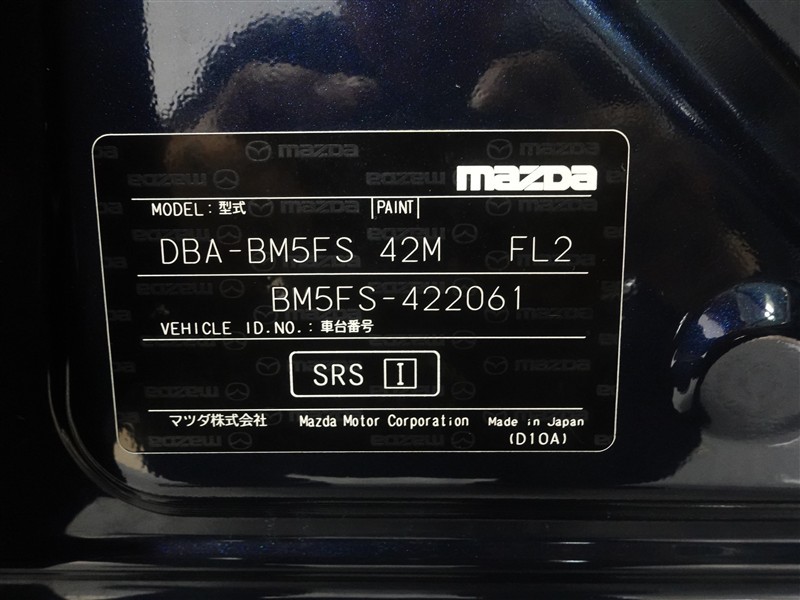 mazda
MODEL: 型式 PAINT
DBA-BM5FS 42M FL2
BM5FS-422061
VEHICLE ID.NO.: 車台番号
SRS I
マツダ株式会社 Mazda Motor Corporation Made in Japan
(D10A)